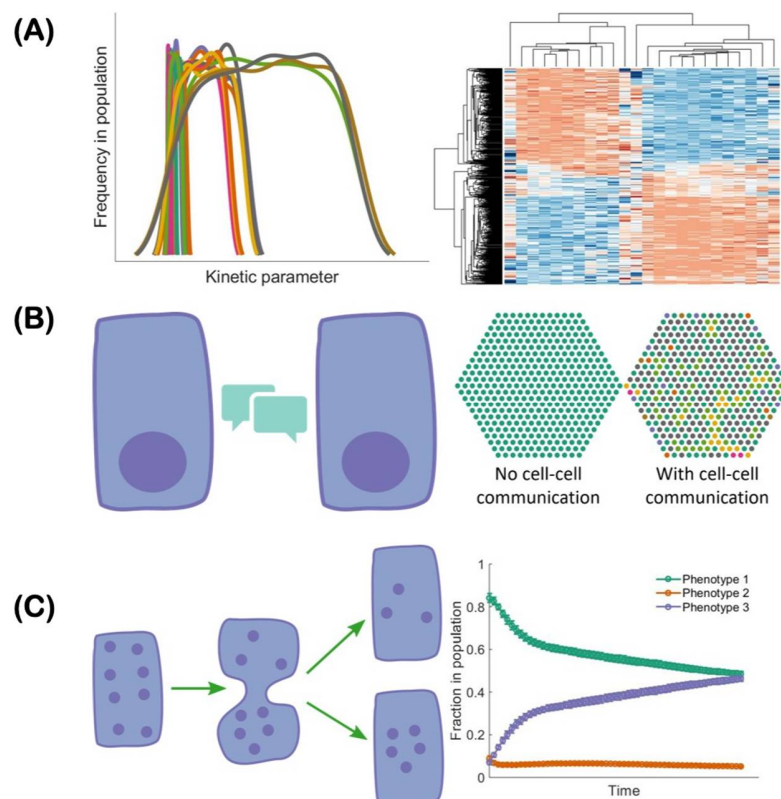 (A)
Frequency in population
Kinetic parameter
(B)
No cell-cell
communication
With cell-cell
communication
(C)
Fraction in population
1
0.8
0.6
0.4
0.2
0
Phenotype 1
Phenotype 2
Phenotype 3
Time